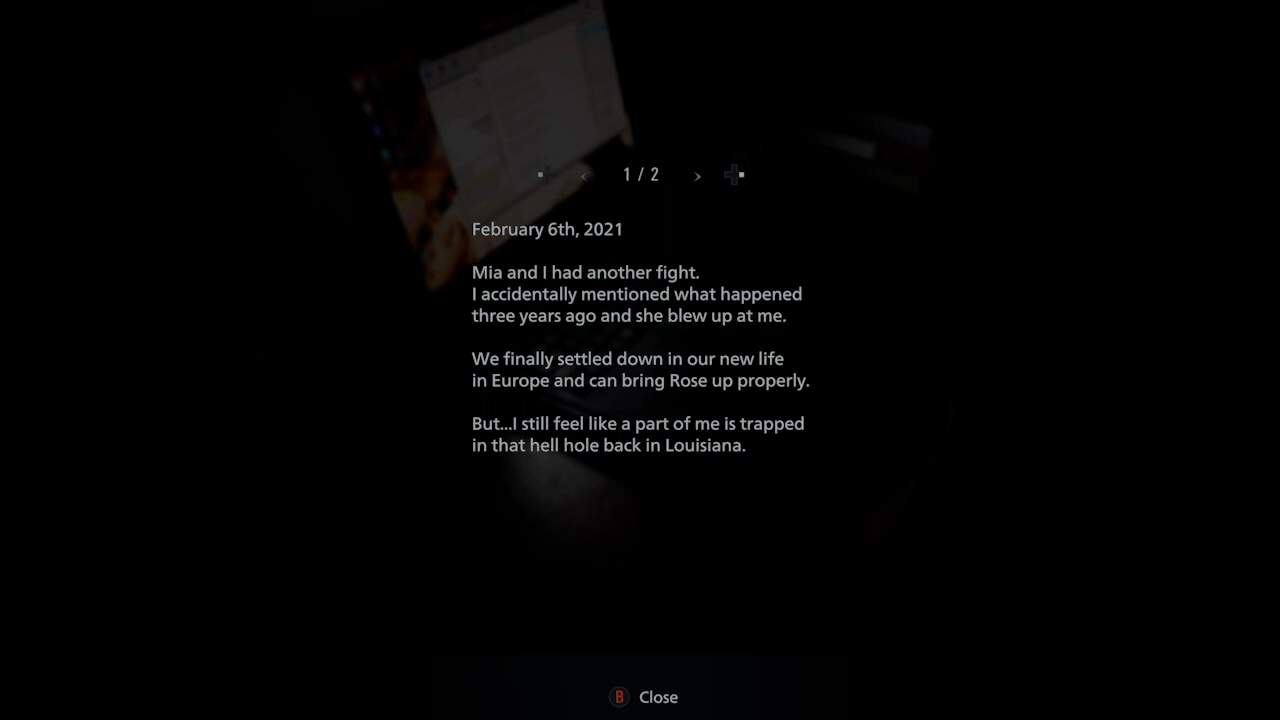 1 / 2
February 6th, 2021
Mia and I had another fight.
I accidentally mentioned what happened
three years ago and she blew up at me.
We finally settled down in our new life
in Europe and can bring Rose up properly.
But...I still feel like a part of me is trapped
in that hell hole back in Louisiana.
B Close